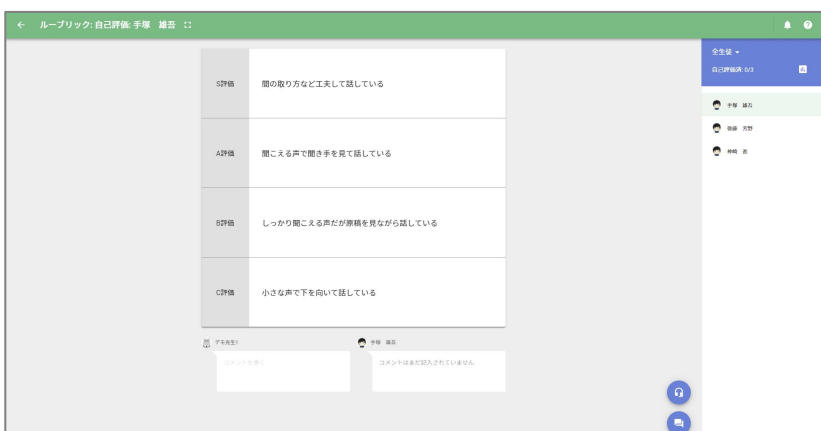 ルーブリック: 自己評価: 手塚　雄吾
全生徒
自己評価済: 0/3
S評価 間の取り方など工夫して話している
A評価 聞こえる声で聞き手を見て話している
B評価 しっかり聞こえる声だが原稿を見ながら話している
C評価 小さな声で下を向いて話している
手塚　雄吾
後藤　芳野
神崎
デモ先生1
手塚　雄吾
コメントを書く
コメントはまだ記入されていません